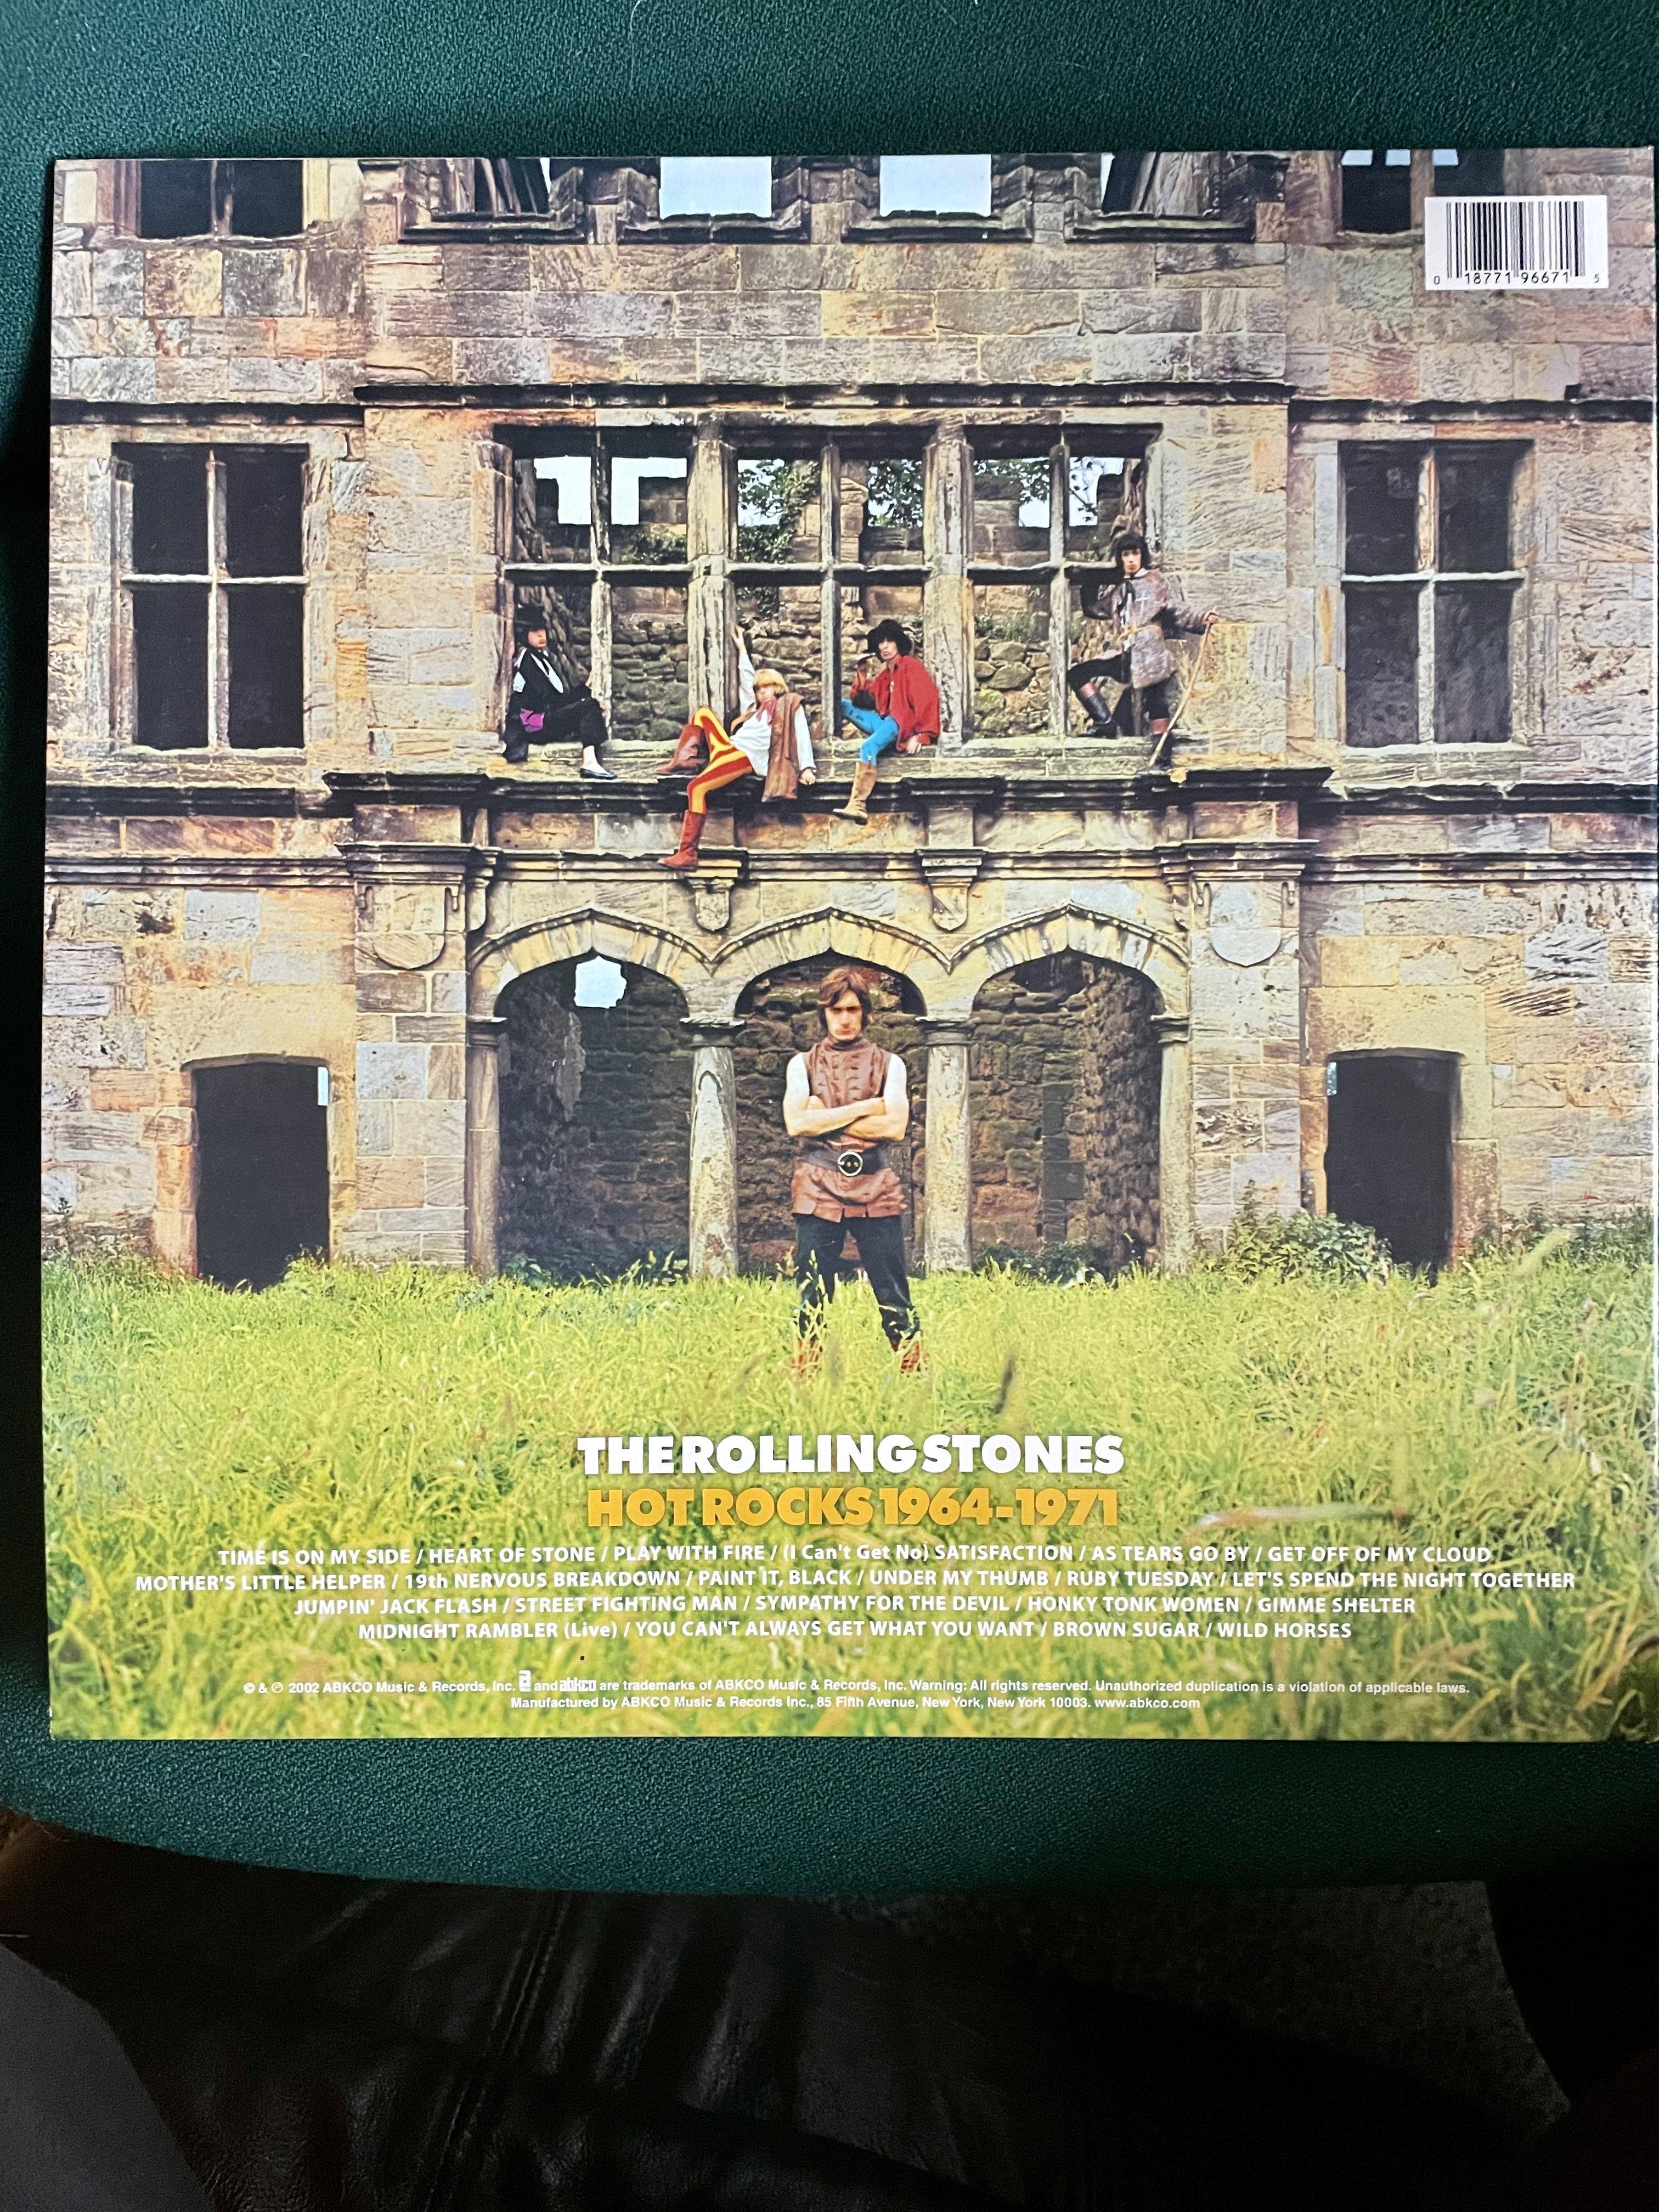 0 18771 96671 5
THE ROLLING STONES
HOT ROCKS 1964-1971
TIME IS ON MY SIDE / HEART OF STONE / PLAY WITH FIRE / (I Can't Get No) SATISFACTION / AS TEARS GO BY / GET OFF OF MY CLOUD
MOTHER'S LITTLE HELPER / 19th NERVOUS BREAKDOWN / PAINT IT, BLACK / UNDER MY THUMB / RUBY TUESDAY / LET'S SPEND THE NIGHT TOGETHER
JUMPIN' JACK FLASH / STREET FIGHTING MAN / SYMPATHY FOR THE DEVIL / HONKY TONK WOMEN / GIMME SHELTER
MIDNIGHT RAMBLER (Live) / YOU CAN'T ALWAYS GET WHAT YOU WANT / BROWN SUGAR / WILD HORSES
© & ℗ 2002 ABKCO Music & Records, Inc. a and abkco are trademarks of ABKCO Music & Records, Inc. Warning: All rights reserved. Unauthorized duplication is a violation of applicable laws.
Manufactured by ABKCO Music & Records Inc., 85 Fifth Avenue, New York, New York 10003. www.abkco.com